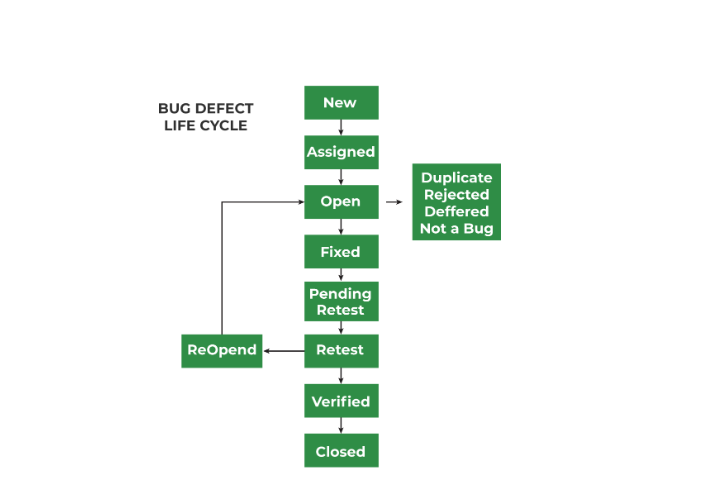 BUG DEFECT
LIFE CYCLE
New
Assigned
Open
Duplicate
Rejected
Deffered
Not a Bug
Fixed
Pending
Retest
ReOpend
Retest
Verified
Closed